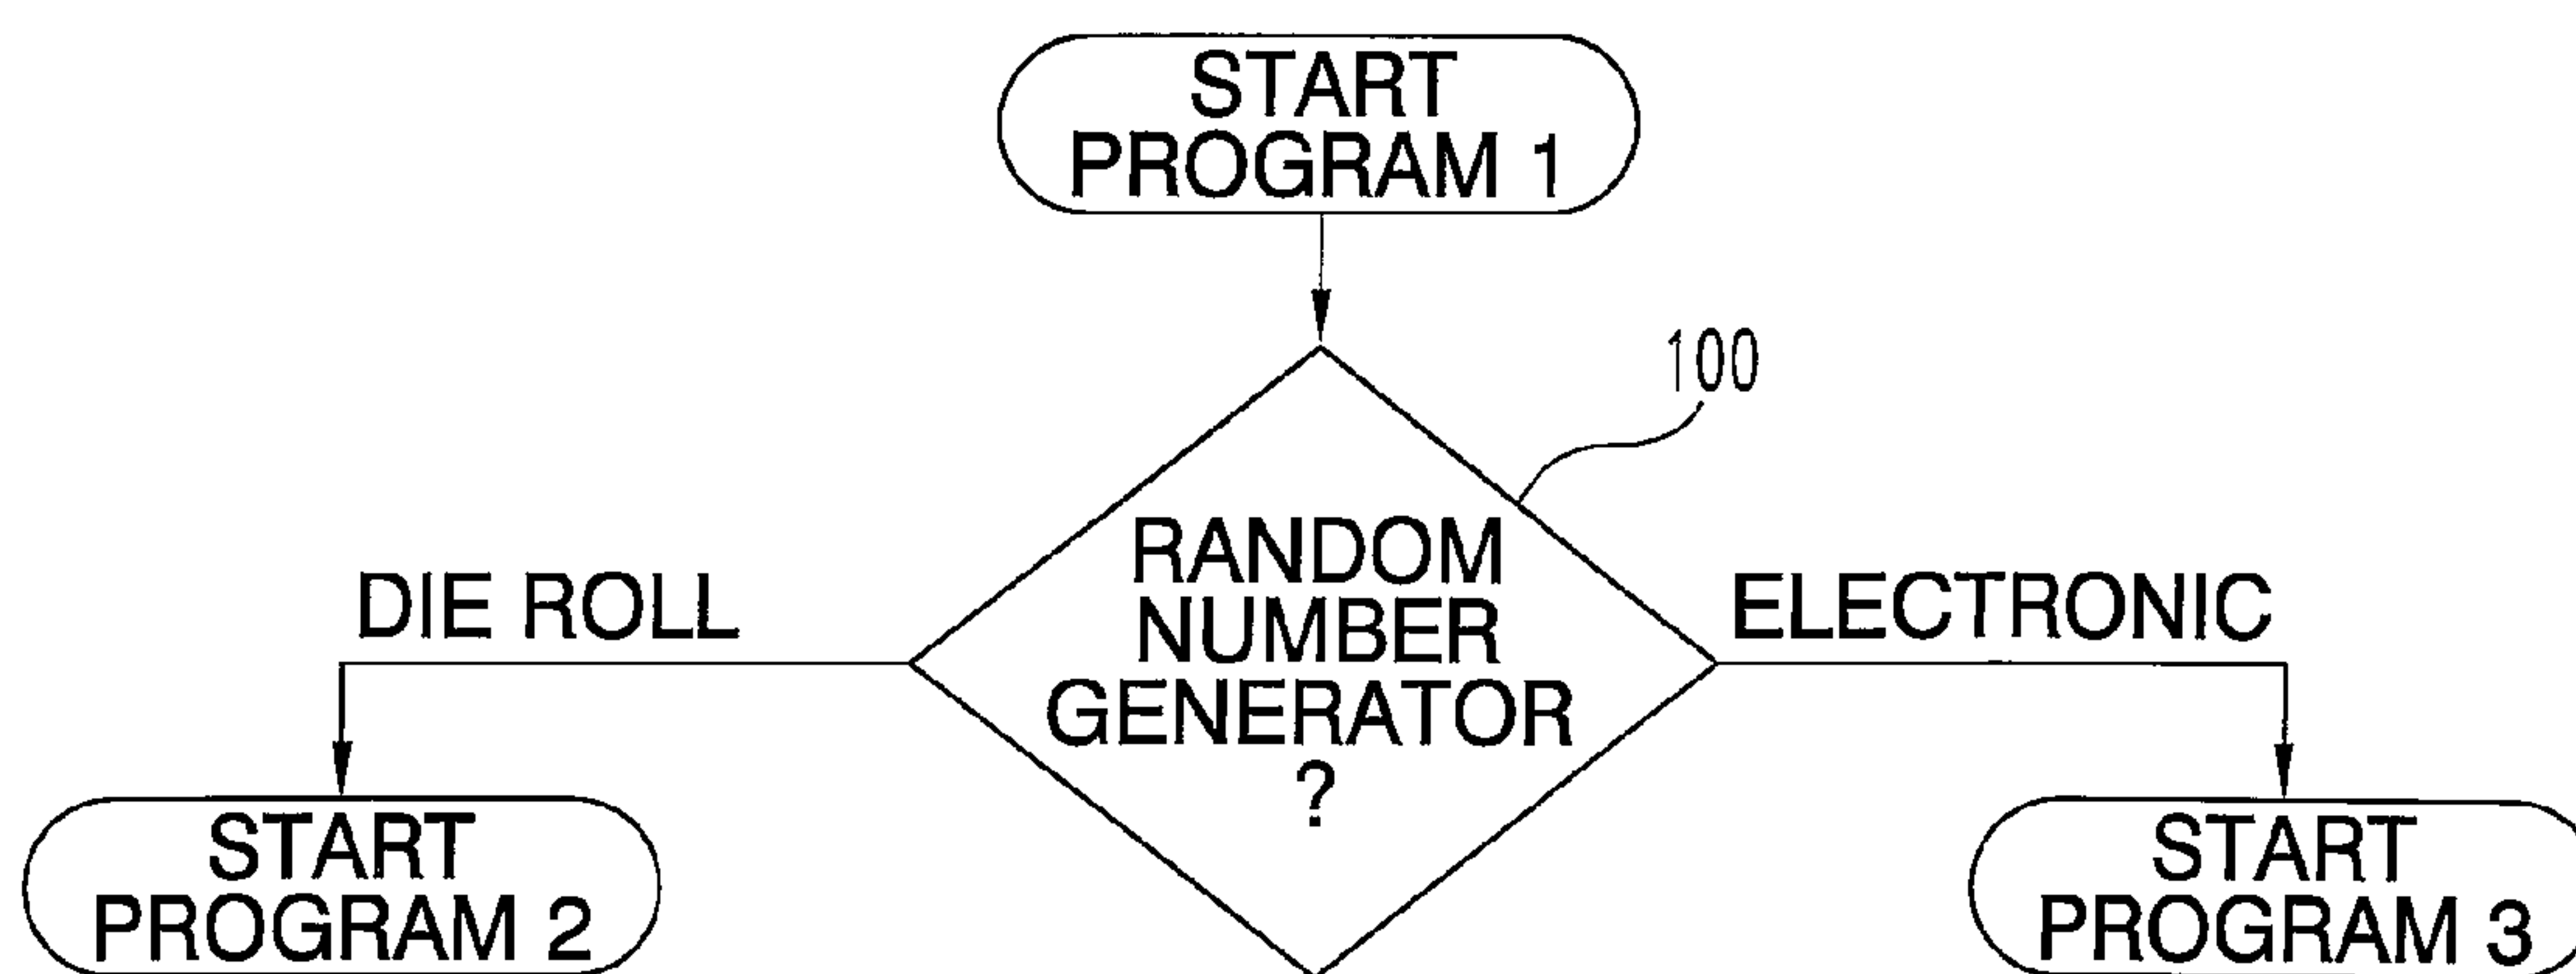 START
PROGRAM 1
100
RANDOM
NUMBER
GENERATOR
?
DIE ROLL
ELECTRONIC
START
PROGRAM 2
START
PROGRAM 3